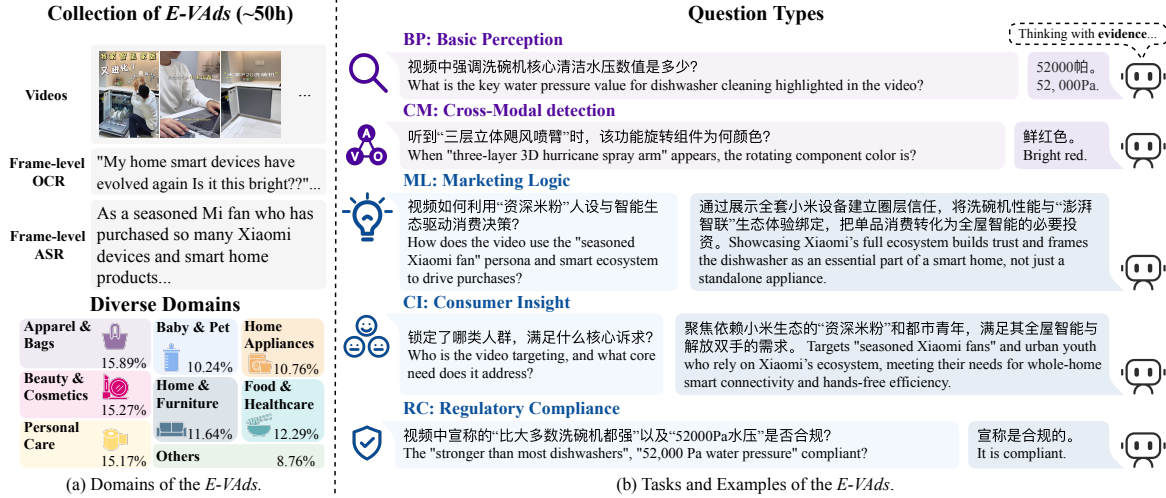 Collection of E-VAds (~50h)
Videos
我家智能家居
又进化了
...
Frame-level
OCR
"My home smart devices have
evolved again Is it this bright??"...
Frame-level
ASR
As a seasoned Mi fan who has
purchased so many Xiaomi
devices and smart home
products...
Diverse Domains
Apparel &
Bags
15.89%
Baby & Pet
10.24%
Home
Appliances
10.76%
Beauty &
Cosmetics
15.27%
Home &
Furniture
11.64%
Food &
Healthcare
12.29%
Personal
Care
15.17%
Others
8.76%
(a) Domains of the E-VAds.
Question Types
Thinking with evidence...
BP: Basic Perception
视频中强调洗碗机核心清洁水压数值是多少?
What is the key water pressure value for dishwasher cleaning highlighted in the video?
52000帕。
52, 000Pa.
CM: Cross-Modal detection
A
V
O
听到“三层立体飓风喷臂”时，该功能旋转组件为何颜色?
When "three-layer 3D hurricane spray arm" appears, the rotating component color is?
鲜红色。
Bright red.
ML: Marketing Logic
视频如何利用“资深米粉”人设与智能生
态驱动消费决策?
How does the video use the "seasoned
Xiaomi fan" persona and smart ecosystem
to drive purchases?
通过展示全套小米设备建立圈层信任，将洗碗机性能与“澎湃
智联”生态体验绑定，把单品消费转化为全屋智能的必要投
资。Showcasing Xiaomi's full ecosystem builds trust and frames
the dishwasher as an essential part of a smart home, not just a
standalone appliance.
CI: Consumer Insight
锁定了哪类人群，满足什么核心诉求?
Who is the video targeting, and what core
need does it address?
聚焦依赖小米生态的“资深米粉”和都市青年，满足其全屋智能与
解放双手的需求。 Targets "seasoned Xiaomi fans" and urban youth
who rely on Xiaomi's ecosystem, meeting their needs for whole-home
smart connectivity and hands-free efficiency.
RC: Regulatory Compliance
视频中宣称的“比大多数洗碗机都强”以及“52000Pa水压”是否合规?
The "stronger than most dishwashers", "52,000 Pa water pressure" compliant?
宣称是合规的。
It is compliant.
(b) Tasks and Examples of the E-VAds.